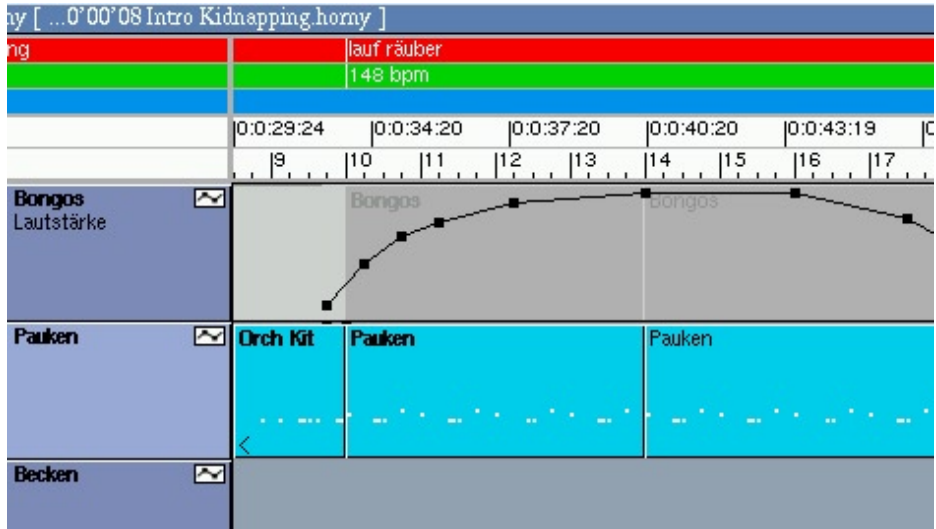 ny [ ...0'00'08 Intro Kidnapping.horny ]
ng lauf räuber
148 bpm
0:0:29:24 0:0:34:20 0:0:37:20 0:0:40:20 0:0:43:19
9 10 11 12 13 14 15 16 17
Bongos Bongos Bongos
Lautstärke
Pauken Orch Kit Pauken Pauken
<
Becken